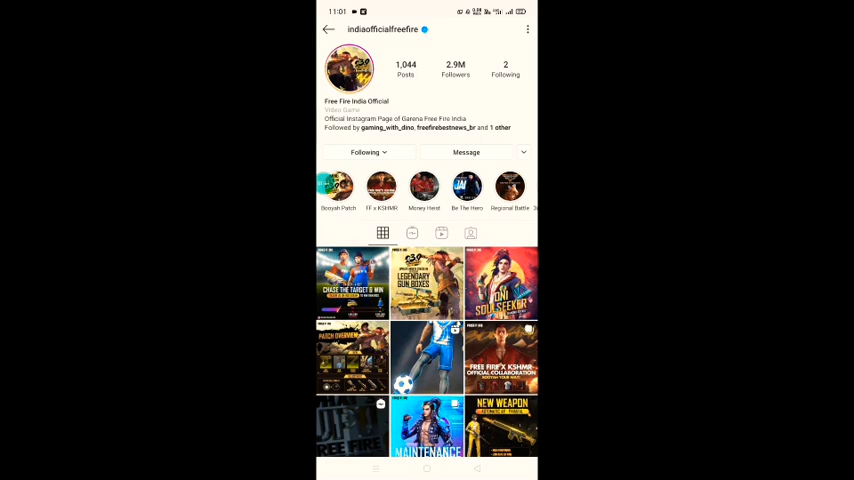 11:01
indiaofficialfreefire
1,044
Posts
2.9M
Followers
2
Following
Free Fire India Official
Video Game
Official Instagram Page of Garena Free Fire India
Followed by gaming_with_dino, freefirebestnews_br and 1 other
Following
Message
Booyah Patch
FF x KSHMR
Money Heist
Be The Hero
Regional Battle
CHASE THE TARGET & WIN
LEGENDARY
GUN BOXES
ONI
SOULSEEKER
PATCH OVERVIEW
FREE FIRE X KSHMR
OFFICIAL COLLABORATION
FREE FIRE
MAINTENANCE
NEW WEAPON